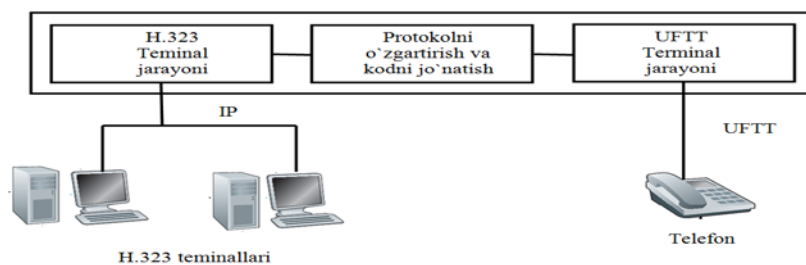 H.323
Teminal
jarayoni
Protokolni
o`zgartirish va
kodni jo`natish
UFTT
Terminal
jarayoni
IP
UFTT
H.323 teminallari
Telefon